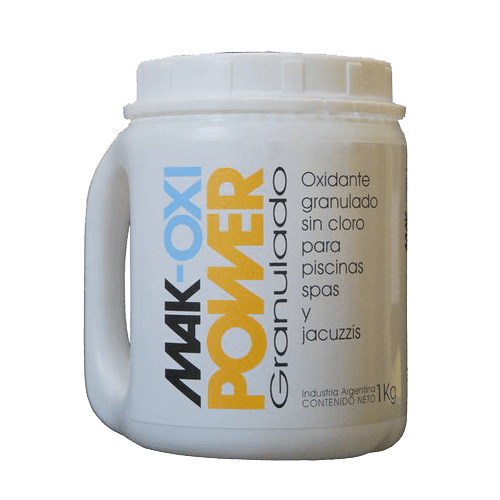 MAK-OXI
POWER
Granulado
Oxidante
granulado
sin cloro
para
piscinas
spas
y
jacuzzis
Industria Argentina
CONTENIDO NETO 1Kg